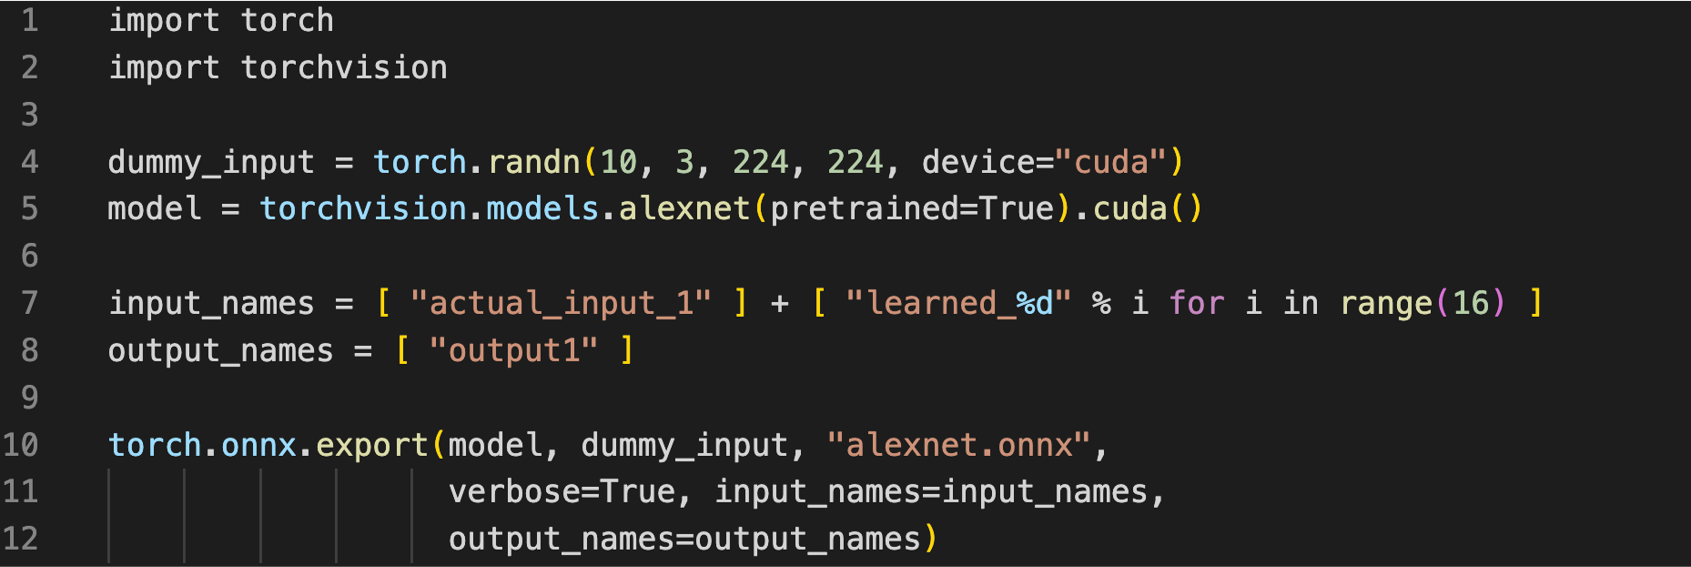 1 import torch
2 import torchvision
3
4 dummy_input = torch.randn(10, 3, 224, 224, device="cuda")
5 model = torchvision.models.alexnet(pretrained=True).cuda()
6
7 input_names = [ "actual_input_1" ] + [ "learned_%d" % i for i in range(16) ]
8 output_names = [ "output1" ]
9
10 torch.onnx.export(model, dummy_input, "alexnet.onnx",
11                   verbose=True, input_names=input_names,
12                   output_names=output_names)